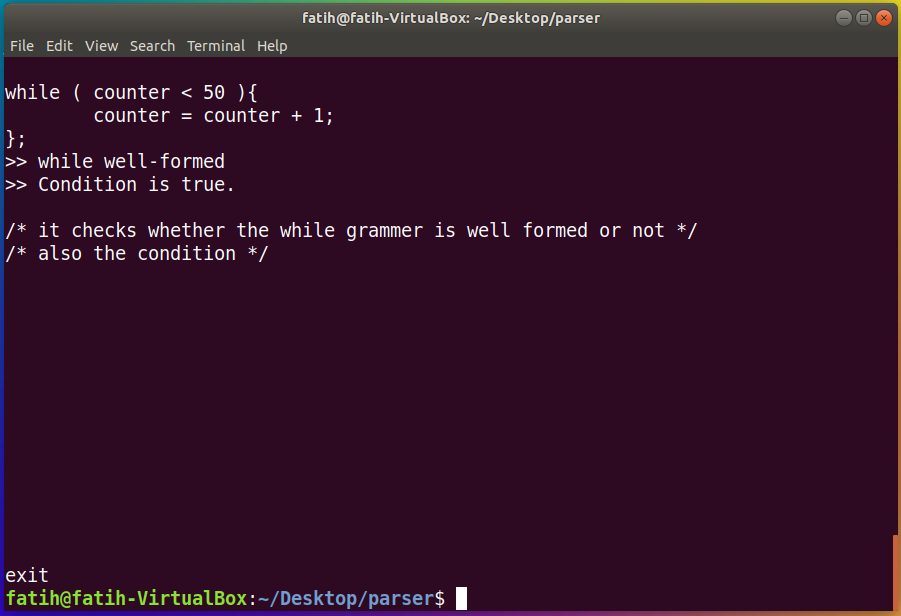 fatih@fatih-VirtualBox: ~/Desktop/parser
File Edit View Search Terminal Help
while ( counter < 50 ){
counter = counter + 1;
};
>> while well-formed
>> Condition is true.
/* it checks whether the while grammer is well formed or not */
/* also the condition */
exit
fatih@fatih-VirtualBox:~/Desktop/parser$